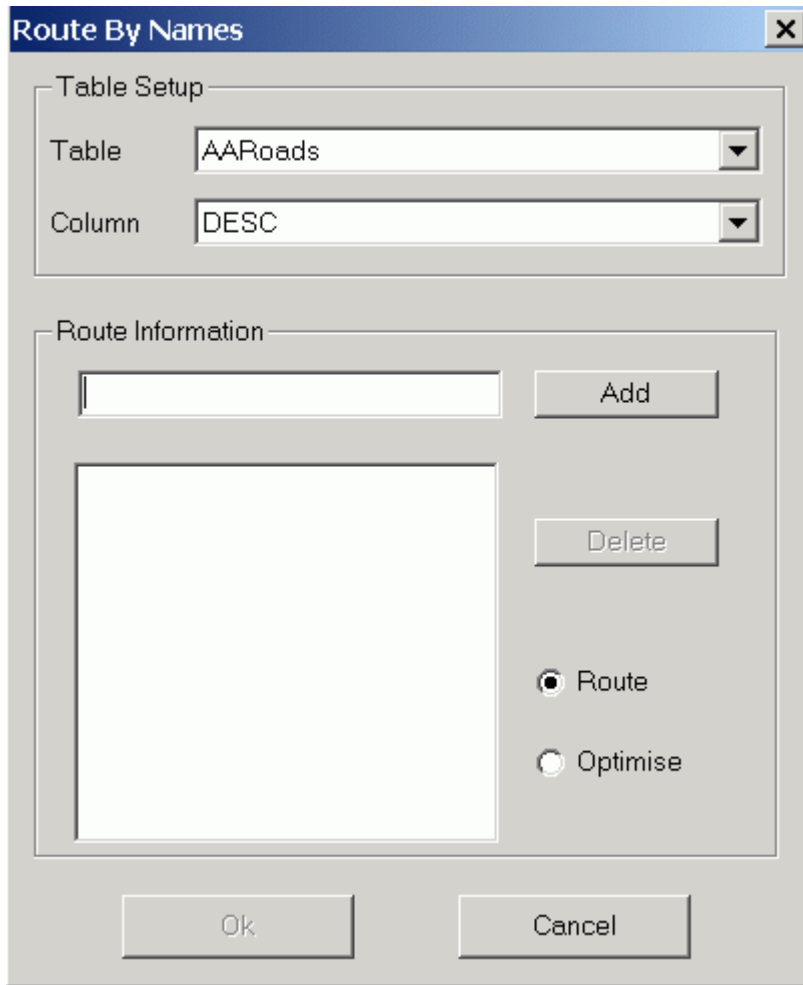 Route By Names
Table Setup
Table AARoads
Column DESC
Route Information
Add
Delete
Route
Optimise
Ok Cancel